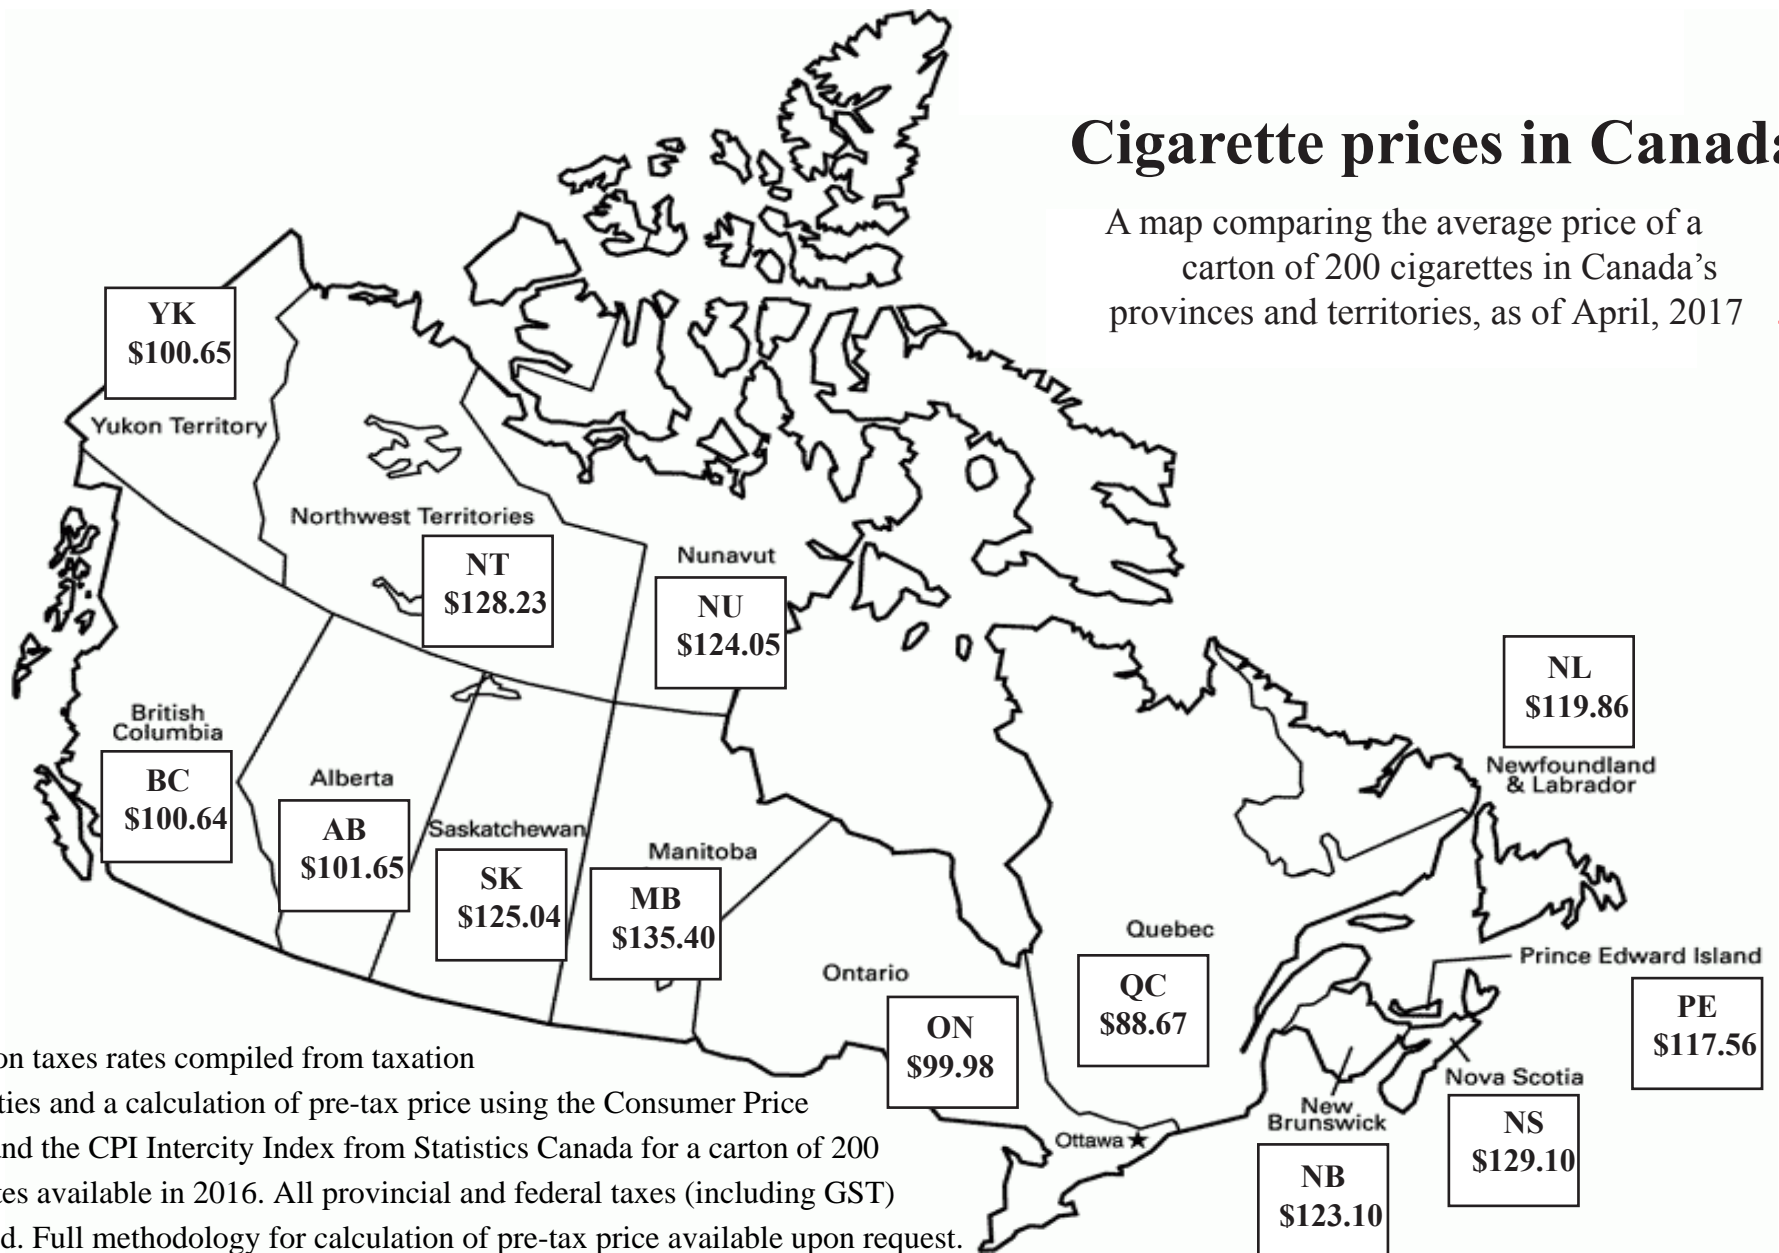 Cigarette prices in Canada
A map comparing the average price of a
carton of 200 cigarettes in Canada’s
provinces and territories, as of April, 2017
YK
$100.65
Yukon Territory
Northwest Territories
NT
$128.23
Nunavut
NU
$124.05
NL
$119.86
Newfoundland
& Labrador
British
Columbia
BC
$100.64
Alberta
AB
$101.65
Saskatchewan
SK
$125.04
Manitoba
MB
$135.40
Ontario
ON
$99.98
Quebec
QC
$88.67
Prince Edward Island
PE
$117.56
Nova Scotia
NS
$129.10
New
Brunswick
NB
$123.10
Ottawa
on taxes rates compiled from taxation
ties and a calculation of pre-tax price using the Consumer Price
nd the CPI Intercity Index from Statistics Canada for a carton of 200
tes available in 2016. All provincial and federal taxes (including GST)
d. Full methodology for calculation of pre-tax price available upon request.